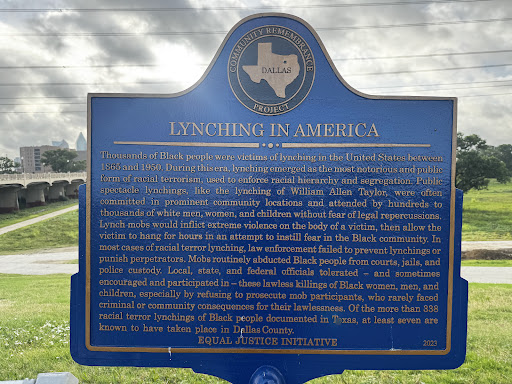 COMMUNITY REMEMBRANCE
DALLAS
PROJECT
LYNCHING IN AMERICA
Thousands of Black people were victims of lynching in the United States between
1865 and 1950. During this era, lynching emerged as the most notorious and public
form of racial terrorism, used to enforce racial hierarchy and segregation. Public
spectacle lynchings, like the lynching of William Allen Taylor, were often
committed in prominent community locations and attended by hundreds to
thousands of white men, women, and children without fear of legal repercussions.
Lynch mobs would inflict extreme violence on the body of a victim, then allow the
victim to hang for hours in an attempt to instill fear in the Black community. In
most cases of racial terror lynching, law enforcement failed to prevent lynchings or
punish perpetrators. Mobs routinely abducted Black people from courts, jails, and
police custody. Local, state, and federal officials tolerated – and sometimes
encouraged and participated in – these lawless killings of Black women, men, and
children, especially by refusing to prosecute mob participants, who rarely faced
criminal or community consequences for their lawlessness. Of the more than 338
racial terror lynchings of Black people documented in Texas, at least seven are
known to have taken place in Dallas County.
EQUAL JUSTICE INITIATIVE
2023